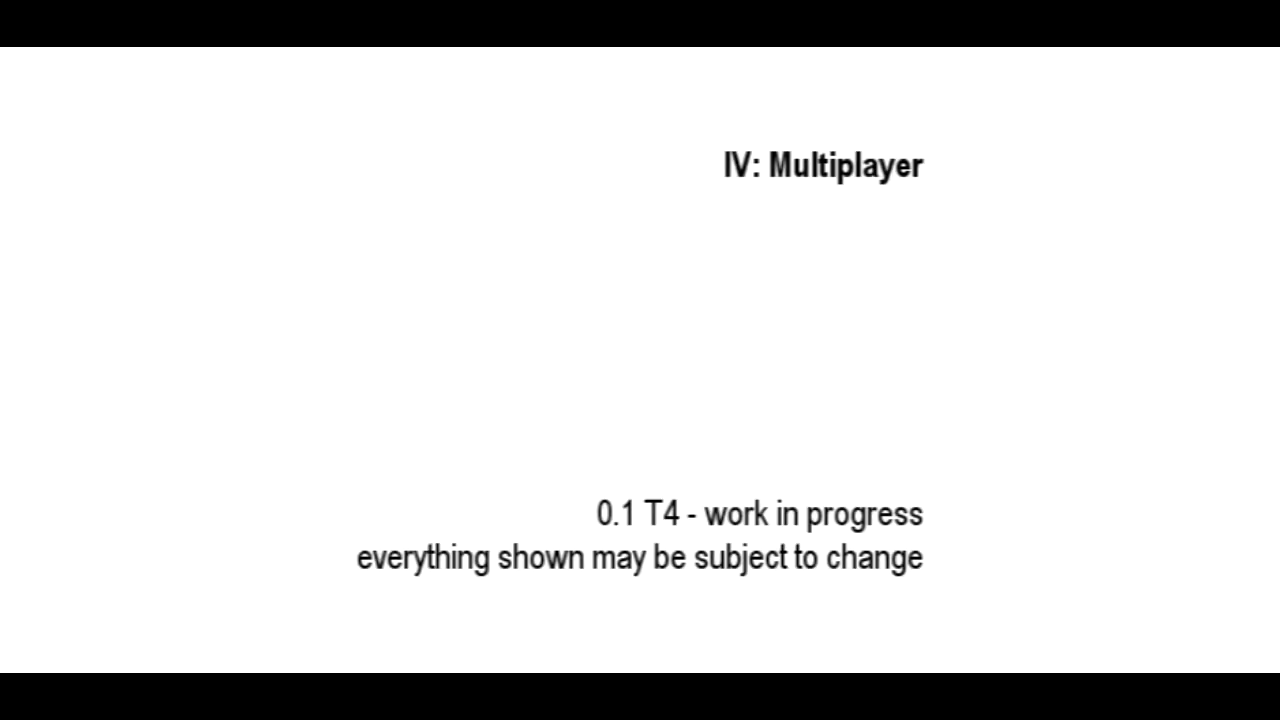 IV: Multiplayer
0.1 T4 - work in progress
everything shown may be subject to change